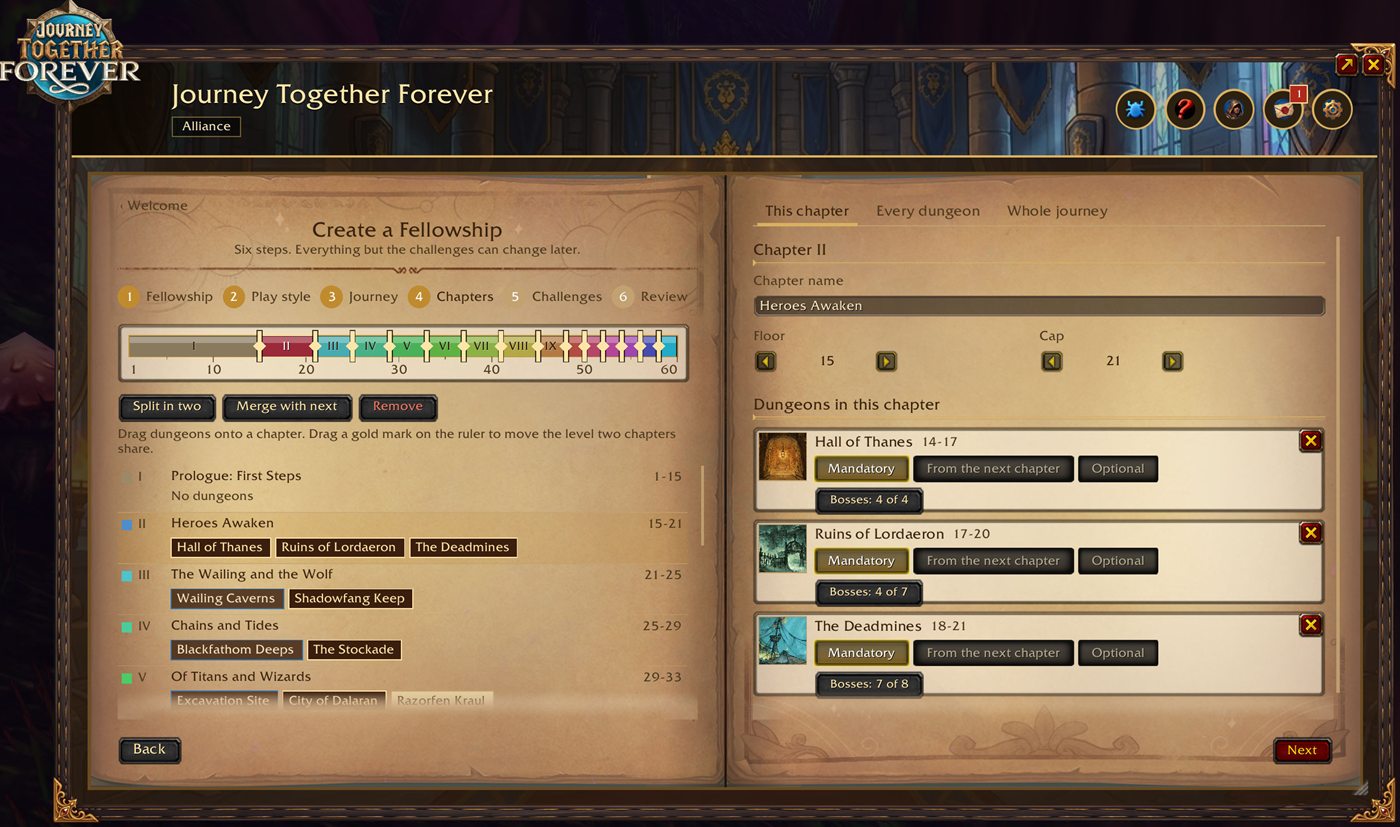 JOURNEY
TOGETHER
FOREVER
Journey Together Forever
Alliance
1
‹ Welcome
Create a Fellowship
Six steps. Everything but the challenges can change later.
1 Fellowship 2 Play style 3 Journey 4 Chapters 5 Challenges 6 Review
I II III IV V VI VII VIII IX
1 10 20 30 40 50 60
Split in two Merge with next Remove
Drag dungeons onto a chapter. Drag a gold mark on the ruler to move the level two chapters
share.
I Prologue: First Steps 1-15
No dungeons
II Heroes Awaken 15-21
Hall of Thanes Ruins of Lordaeron The Deadmines
III The Wailing and the Wolf 21-25
Wailing Caverns Shadowfang Keep
IV Chains and Tides 25-29
Blackfathom Deeps The Stockade
V Of Titans and Wizards 29-33
Excavation Site City of Dalaran Razorfen Kraul
Back
This chapter Every dungeon Whole journey
Chapter II
Chapter name
Heroes Awaken
Floor Cap
15 21
Dungeons in this chapter
Hall of Thanes 14-17
Mandatory From the next chapter Optional
Bosses: 4 of 4
Ruins of Lordaeron 17-20
Mandatory From the next chapter Optional
Bosses: 4 of 7
The Deadmines 18-21
Mandatory From the next chapter Optional
Bosses: 7 of 8
Next